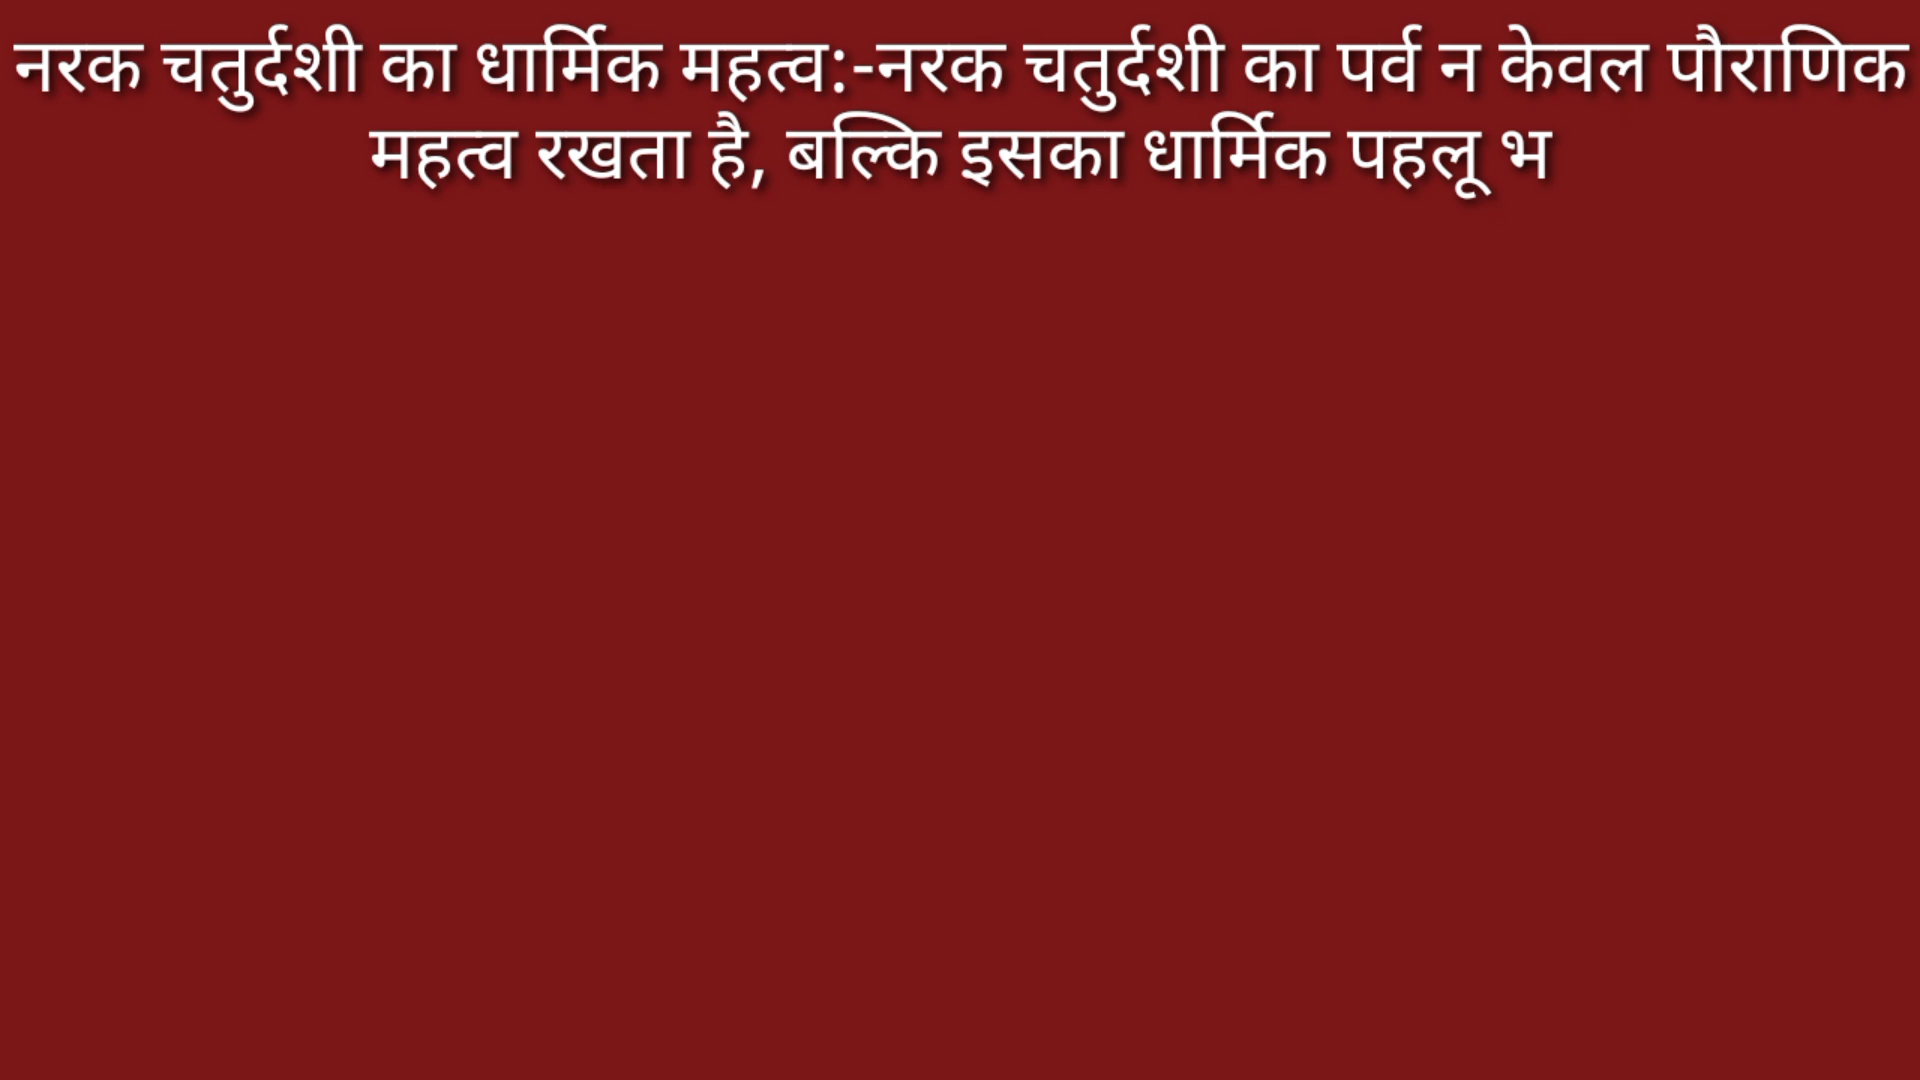 नरक चतुर्दशी का धार्मिक महत्व:-नरक चतुर्दशी का पर्व न केवल पौराणिक
महत्व रखता है, बल्कि इसका धार्मिक पहलू भ